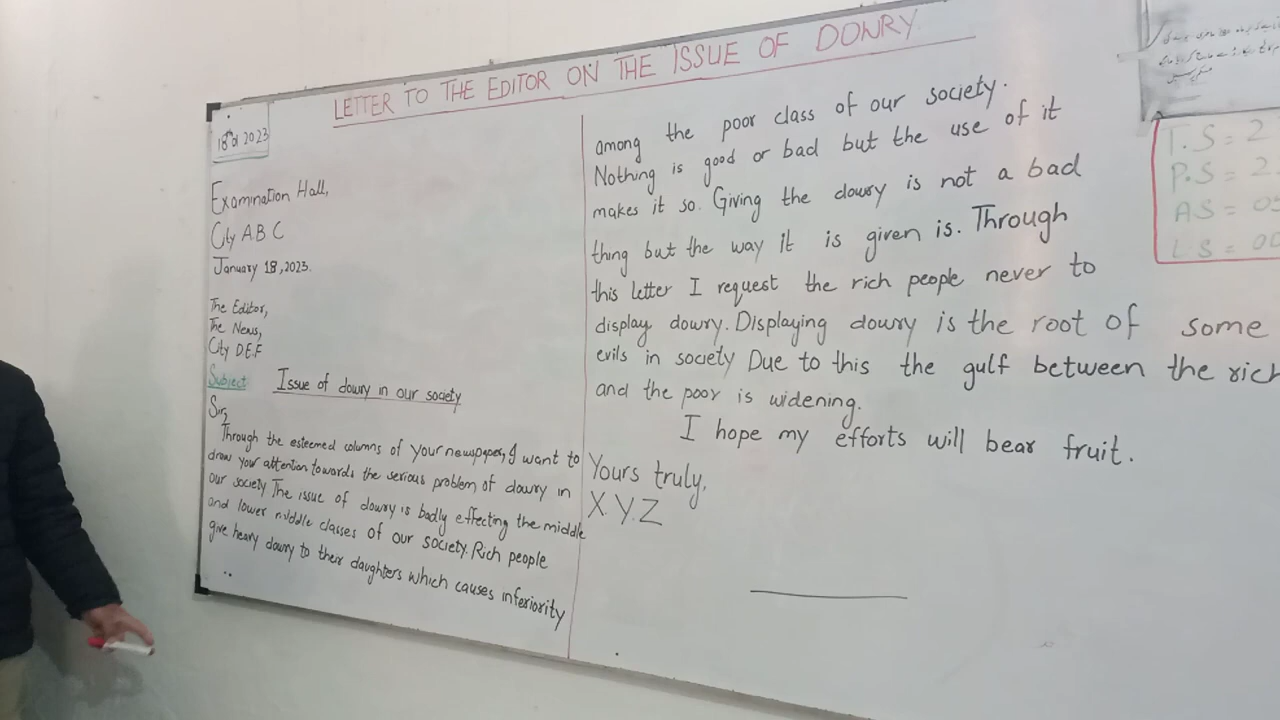 LETTER TO THE EDITOR ON THE ISSUE OF DOWRY
18th 01 2023
Examination Hall,
City A.B C
January 18, 2023.
The Editor,
The News,
City D.E.F
Subject Issue of dowry in our society
Sir,
Through the esteemed columns of your newspaper, I want to
draw your attention towards the serious problem of dowry in
our society The issue of dowry is badly effecting the middle
and lower middle classes of our society. Rich people
give heavy dowry to their daughters which causes inferiority
among the poor class of our society.
Nothing is good or bad but the use of it
makes it so. Giving the dowry is not a bad
thing but the way it is given is. Through
this letter I request the rich people never to
display dowry. Displaying dowry is the root of some
evils in society Due to this the gulf between the rich
and the poor is widening.
I hope my efforts will bear fruit.
Yours truly,
X.Y.Z
T.S = 2
P.S = 2
A.S = 0
L.S = 00